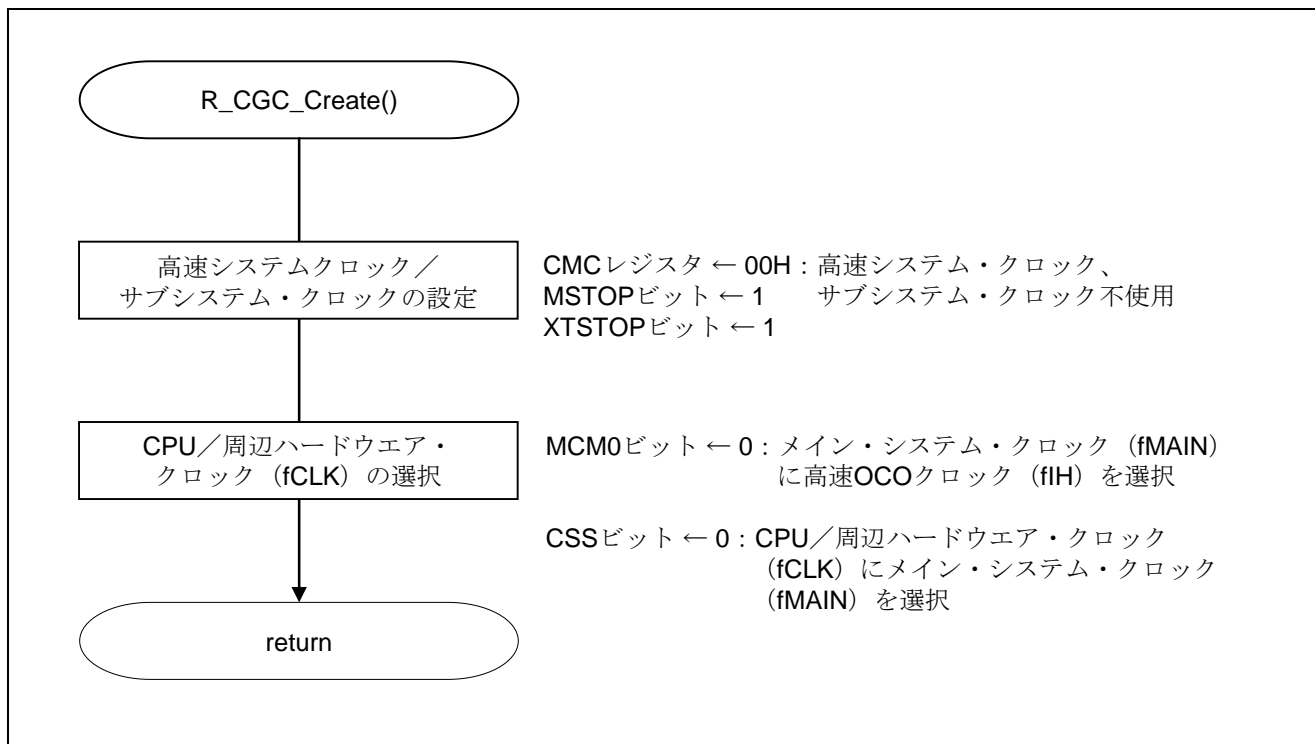 R_CGC_Create()
高速システムクロック／
サブシステム・クロックの設定
CMCレジスタ ← 00H：高速システム・クロック、
MSTOPビット ← 1 サブシステム・クロック不使用
XTSTOPビット ← 1
CPU／周辺ハードウエア・
クロック（fCLK）の選択
MCM0ビット ← 0：メイン・システム・クロック（fMAIN）
に高速OCOクロック（fIH）を選択
CSSビット ← 0：CPU／周辺ハードウエア・クロック
（fCLK）にメイン・システム・クロック
（fMAIN）を選択
return